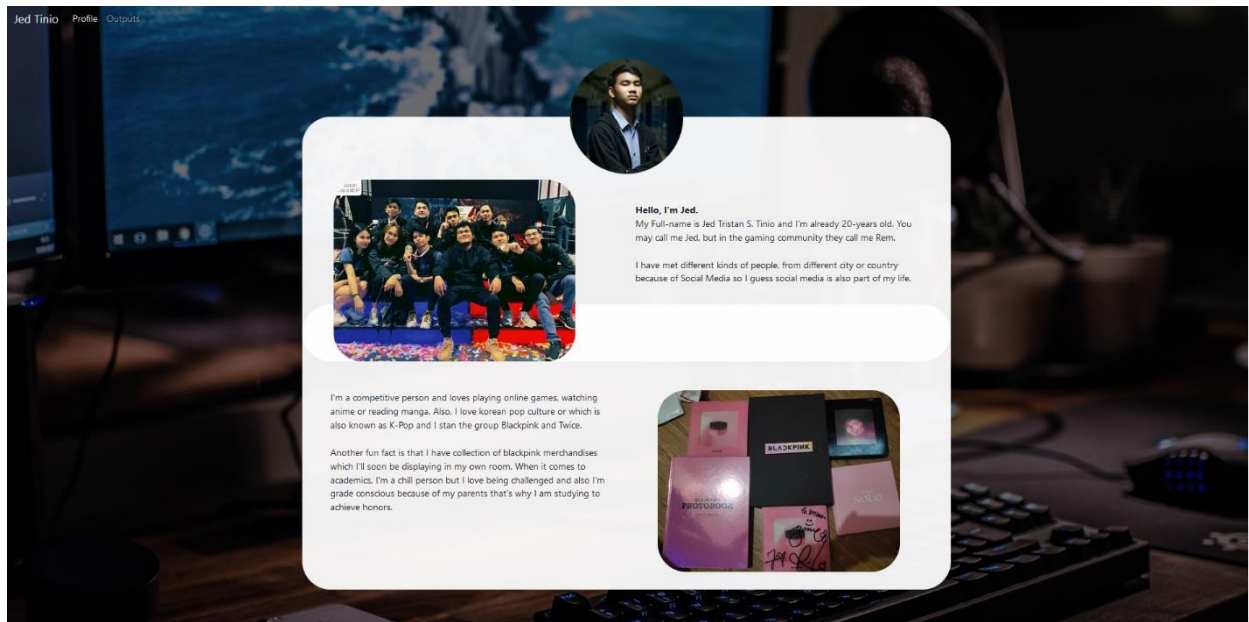 Jed Tinio Profile Outputs
Hello, I'm Jed.
My Full-name is Jed Tristan S. Tinio and I'm already 20-years old. You
may call me Jed, but in the gaming community they call me Rem.
I have met different kinds of people, from different city or country
because of Social Media so I guess social media is also part of my life.
I'm a competitive person and loves playing online games, watching
anime or reading manga. Also, I love korean pop culture or which is
also known as K-Pop and I stan the group Blackpink and Twice.
Another fun fact is that I have collection of blackpink merchandises
which I'll soon be displaying in my own room. When it comes to
academics, I'm a chill person but I love being challenged and also I'm
grade conscious because of my parents that's why I am studying to
achieve honors.
BLACKPINK
PHOTOBOOK
SOLO